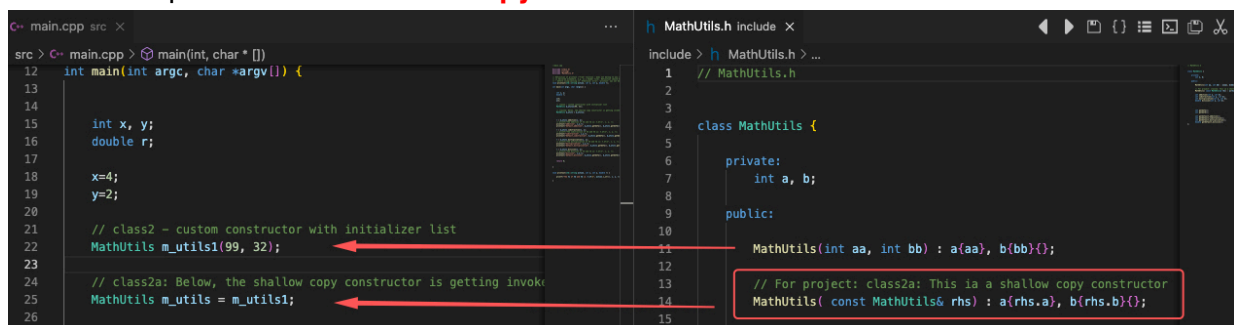 main.cpp src
src > main.cpp > main(int, char * [])
12 int main(int argc, char *argv[]) {
13
14
15 int x, y;
16 double r;
17
18 x=4;
19 y=2;
20
21 // class2 – custom constructor with initializer list
22 MathUtils m_utils1(99, 32);
23
24 // class2a: Below, the shallow copy constructor is getting invoke
25 MathUtils m_utils = m_utils1;
26
MathUtils.h include
include > MathUtils.h > ...
1 // MathUtils.h
2
3
4 class MathUtils {
5
6 private:
7 int a, b;
8
9 public:
10
11 MathUtils(int aa, int bb) : a{aa}, b{bb}{};
12
13 // For project: class2a: This ia a shallow copy constructor
14 MathUtils( const MathUtils& rhs) : a{rhs.a}, b{rhs.b}{};
15